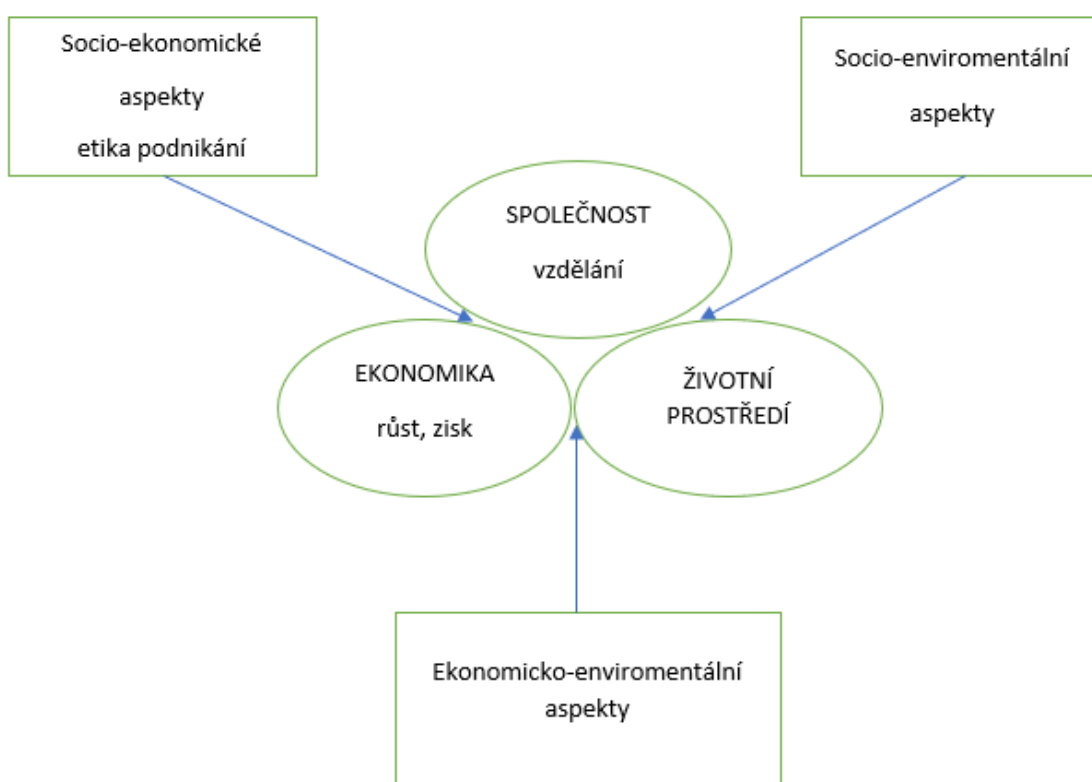 Socio-ekonomické
aspekty
etika podnikání
Socio-enviromentální
aspekty
SPOLEČNOST
vzdělání
EKONOMIKA
růst, zisk
ŽIVOTNÍ
PROSTŘEDÍ
Ekonomicko-enviromentální
aspekty